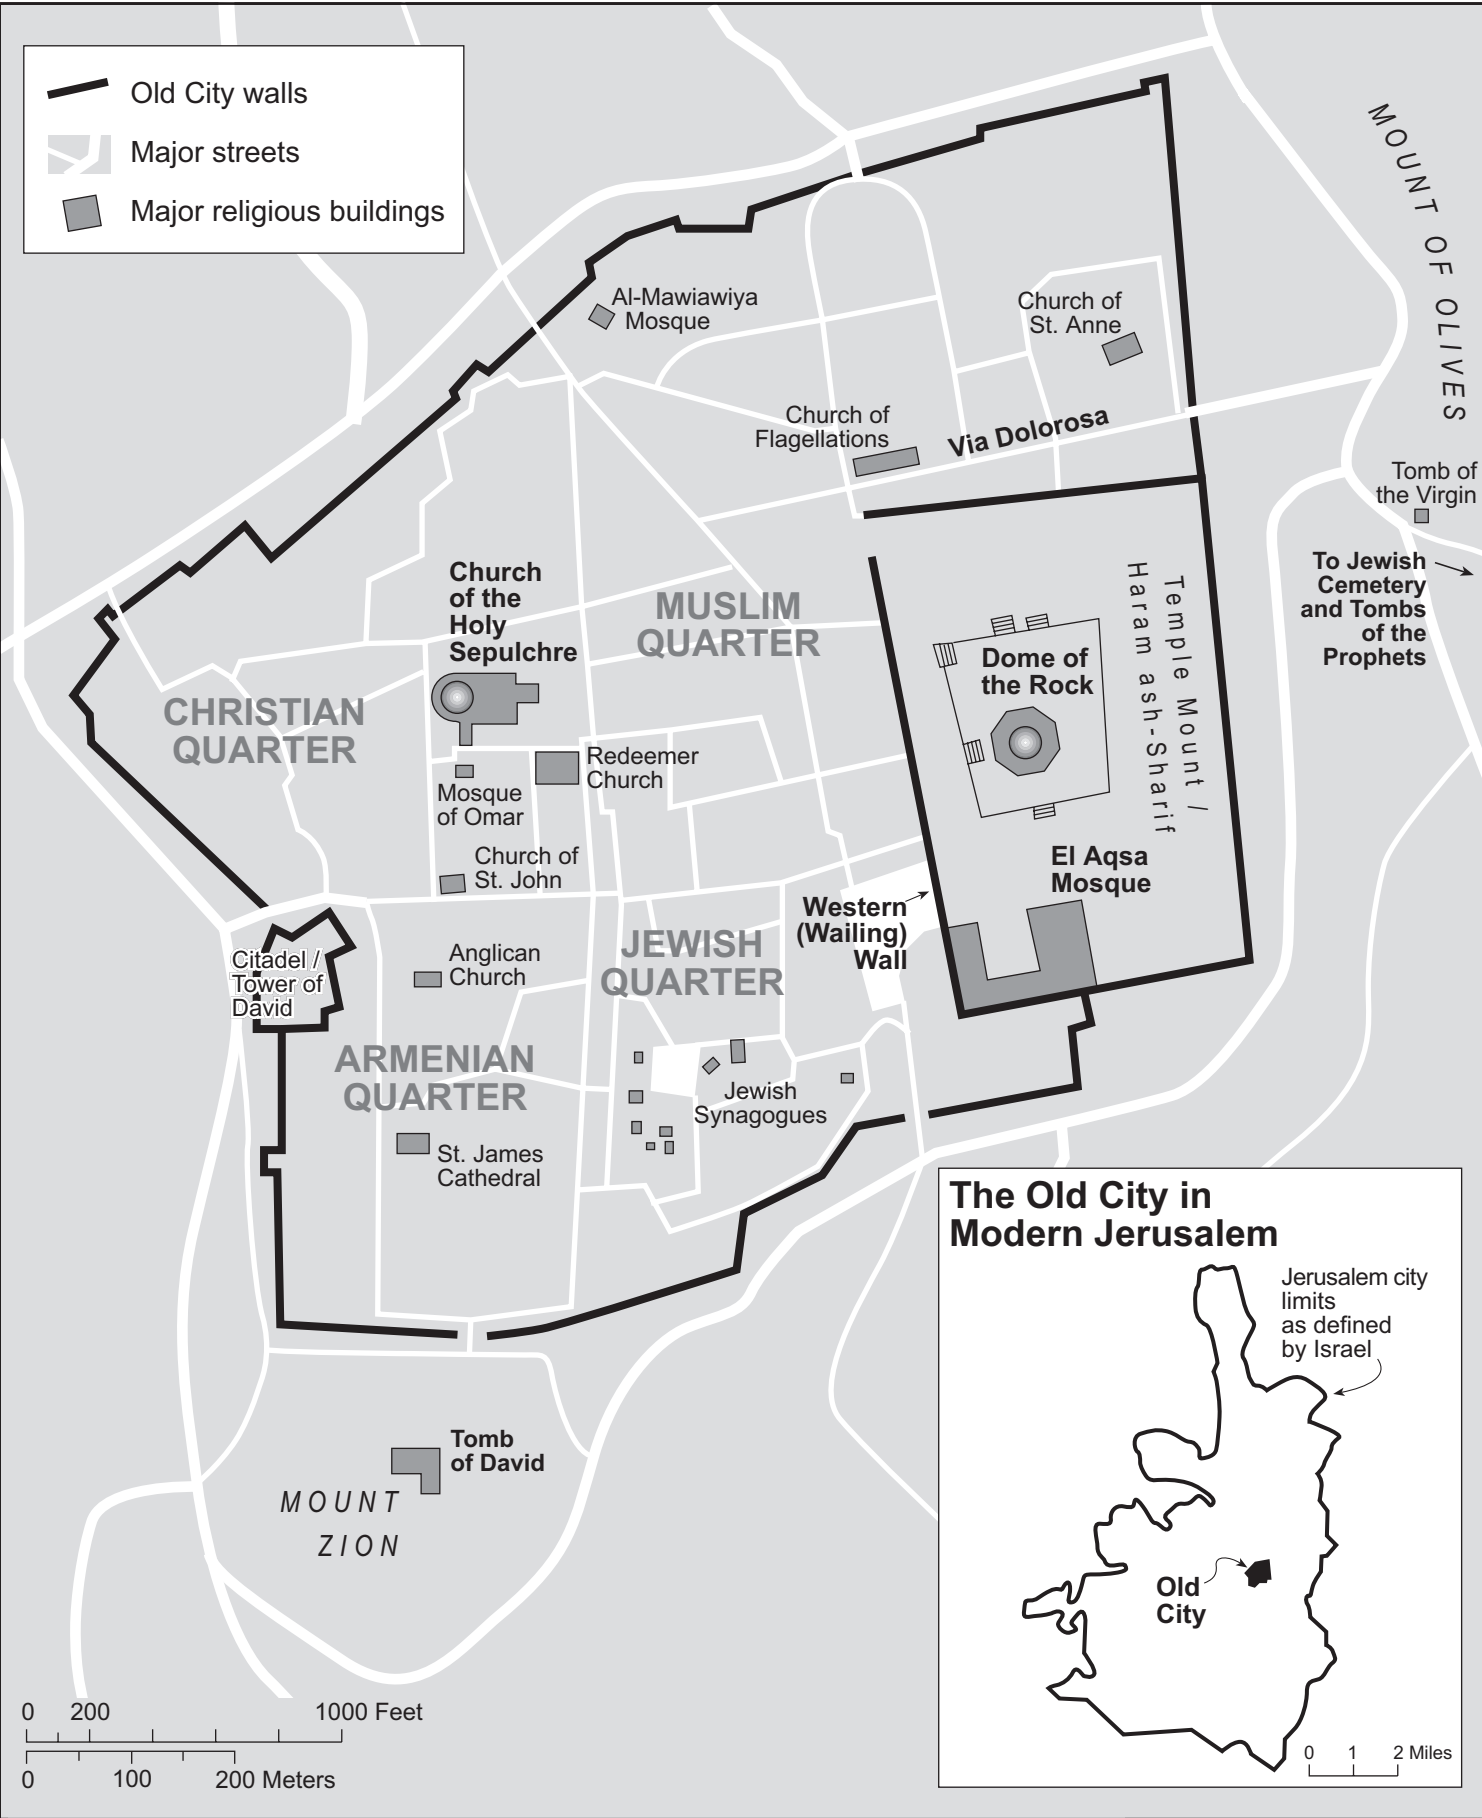 Old City walls
Major streets
Major religious buildings
MOUNT OF OLIVES
Al-Mawiawiya
Mosque
Church of
St. Anne
Church of
Flagellations
Via Dolorosa
Tomb of
the Virgin
To Jewish
Cemetery
and Tombs
of the
Prophets
Church
of the
Holy
Sepulchre
MUSLIM
QUARTER
Temple Mount /
Haram ash-Sharif
Dome of
the Rock
CHRISTIAN
QUARTER
Redeemer
Church
Mosque
of Omar
Church of
St. John
El Aqsa
Mosque
Western
(Wailing)
Wall
Citadel /
Tower of
David
Anglican
Church
JEWISH
QUARTER
ARMENIAN
QUARTER
Jewish
Synagogues
St. James
Cathedral
Tomb
of David
MOUNT
ZION
0 200 1000 Feet
0 100 200 Meters
The Old City in
Modern Jerusalem
Jerusalem city
limits
as defined
by Israel
Old
City
0 1 2 Miles